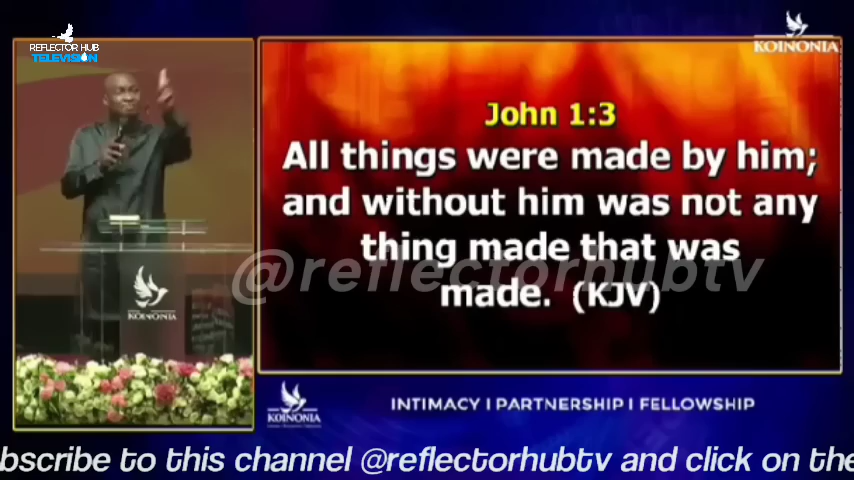 REFLECTOR HUB
TELEVISION
KOINONIA
John 1:3
All things were made by him;
and without him was not any
thing made that was
made. (KJV)
@reflectorhubtv
KOINONIA
KOINONIA
INTIMACY I PARTNERSHIP I FELLOWSHIP
bscribe to this channel @reflectorhubtv and click on the